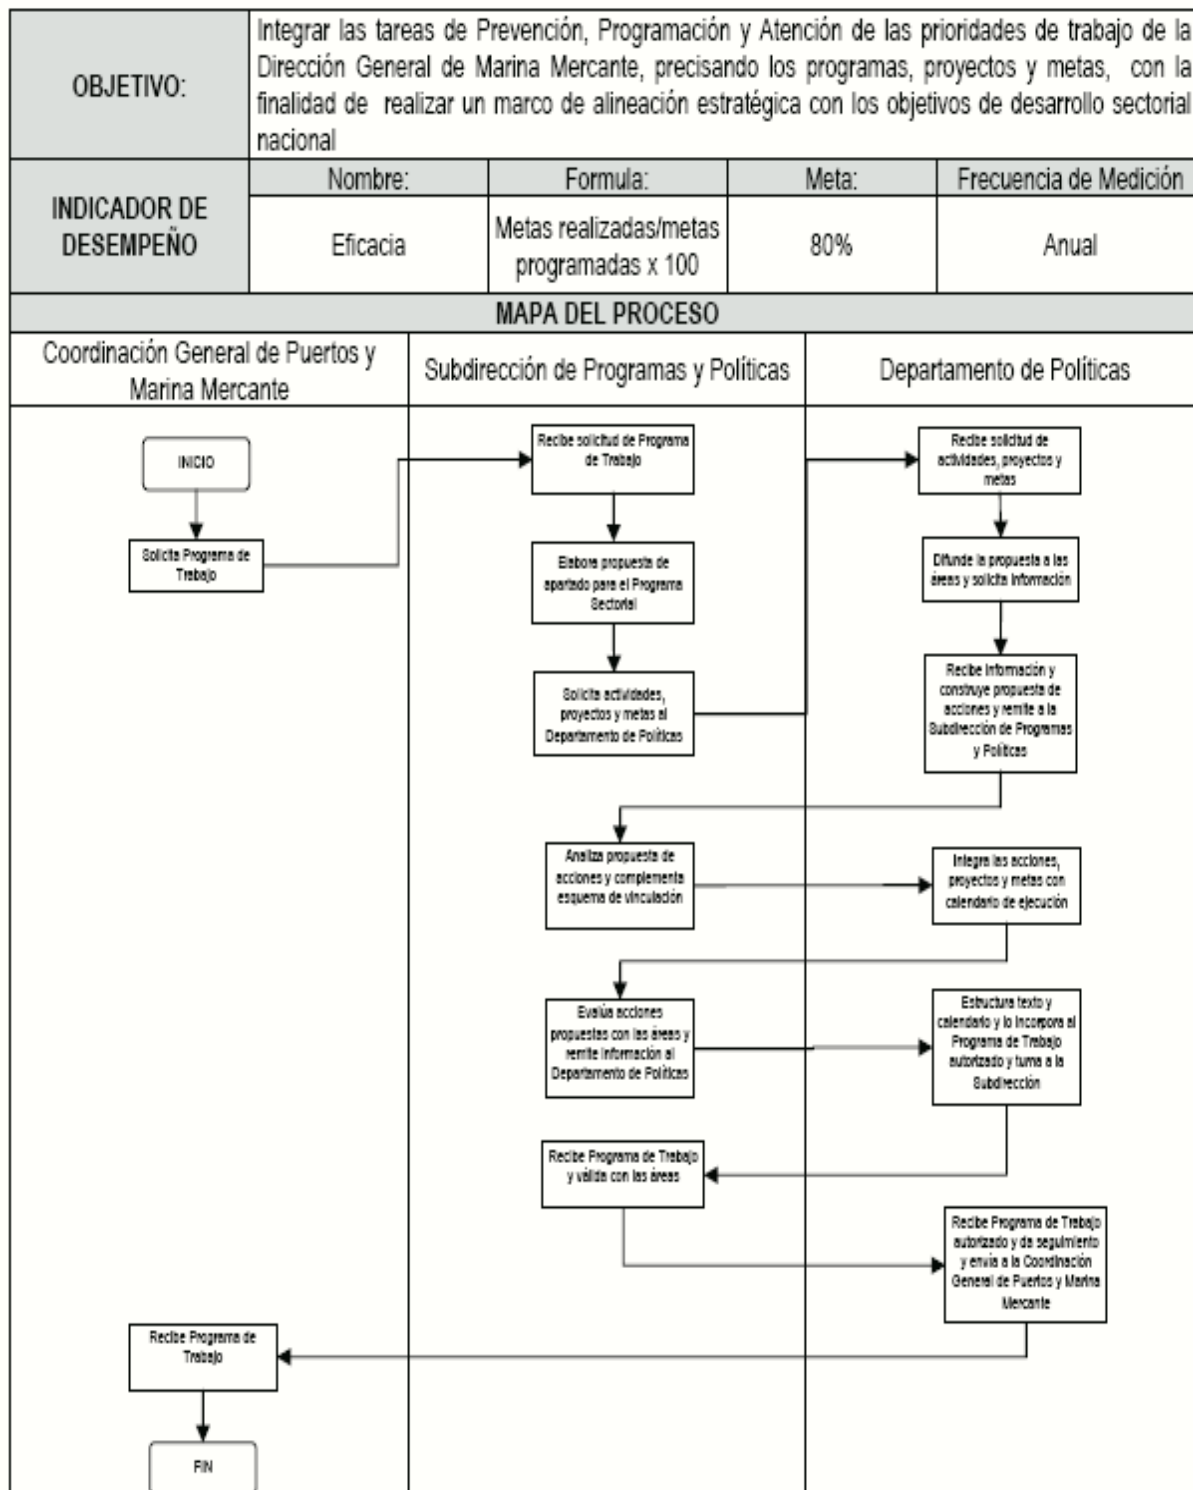 OBJETIVO:
Integrar las tareas de Prevención, Programación y Atención de las prioridades de trabajo de la
Dirección General de Marina Mercante, precisando los programas, proyectos y metas, con la
finalidad de realizar un marco de alineación estratégica con los objetivos de desarrollo sectorial
nacional
INDICADOR DE
DESEMPEÑO
Nombre:
Formula:
Meta:
Frecuencia de Medición
Eficacia
Metas realizadas/metas
programadas x 100
80%
Anual
MAPA DEL PROCESO
Coordinación General de Puertos y
Marina Mercante
Subdirección de Programas y Políticas
Departamento de Políticas
INICIO
Solicita Programa de
Trabajo
Recibe solicitud de Programa
de Trabajo
Elabora propuesta de
apartado para el Programa
Sectorial
Solicita actividades,
proyectos y metas al
Departamento de Políticas
Recibe solicitud de
actividades, proyectos y
metas
Difunde la propuesta a las
áreas y solicita información
Recibe información y
construye propuesta de
acciones y remite a la
Subdirección de Programas
y Políticas
Analiza propuesta de
acciones y complementa
esquema de vinculación
Integra las acciones,
proyectos y metas con
calendario de ejecución
Evalúa acciones
propuestas con las áreas y
remite información al
Departamento de Políticas
Estructura texto y
calendario y lo incorpora al
Programa de Trabajo
autorizado y turna a la
Subdirección
Recibe Programa de Trabajo
y válida con las áreas
Recibe Programa de Trabajo
autorizado y da seguimiento
y envía a la Coordinación
General de Puertos y Marina
Mercante
Recibe Programa de
Trabajo
FIN